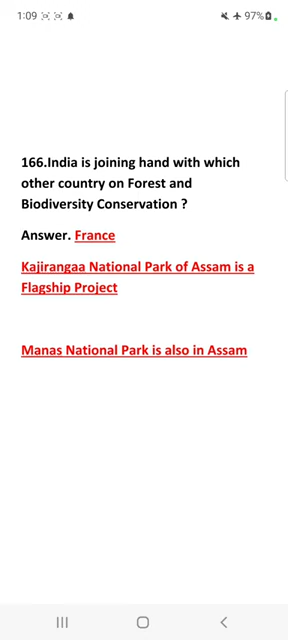 1:09 97%
166.India is joining hand with which
other country on Forest and
Biodiversity Conservation ?
Answer. France
Kajirangaa National Park of Assam is a
Flagship Project
Manas National Park is also in Assam